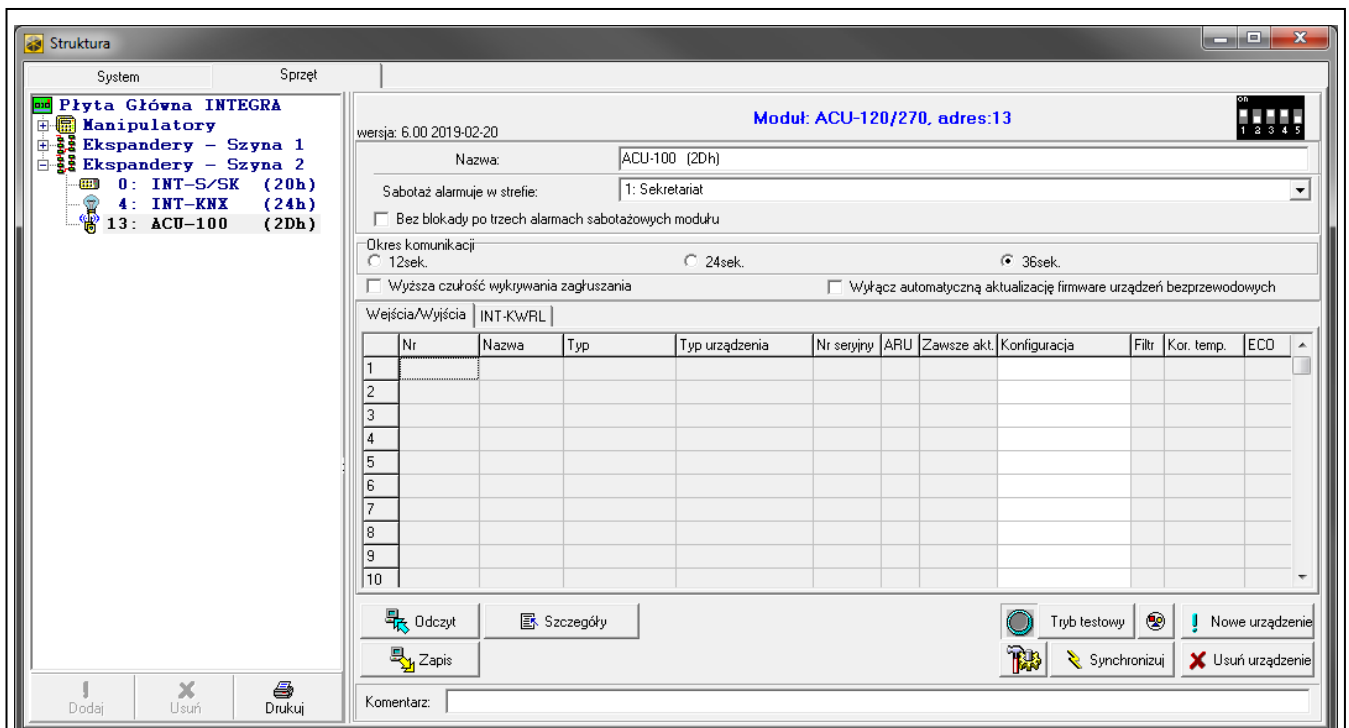 Struktura
System Sprzęt
Płyta Główna INTEGRA
Manipulatory
Ekspandery - Szyna 1
Ekspandery - Szyna 2
0: INT-S/SK (20h)
4: INT-KNX (24h)
13: ACU-100 (2Dh)
Dodaj Usuń Drukuj
wersja: 6.00 2019-02-20
Moduł: ACU-120/270, adres:13
on
1 2 3 4 5
Nazwa: ACU-100 (2Dh)
Sabotaż alarmuje w strefie: 1: Sekretariat
Bez blokady po trzech alarmach sabotażowych modułu
Okres komunikacji
12sek. 24sek. 36sek.
Wyższa czułość wykrywania zagłuszania Wyłącz automatyczną aktualizację firmware urządzeń bezprzewodowych
Wejścia/Wyjścia INT-KWRL
Nr Nazwa Typ Typ urządzenia Nr seryjny ARU Zawsze akt. Konfiguracja Filtr Kor. temp. ECO
1
2
3
4
5
6
7
8
9
10
Odczyt Szczegóły Tryb testowy Nowe urządzenie
Zapis Synchronizuj Usuń urządzenie
Komentarz: